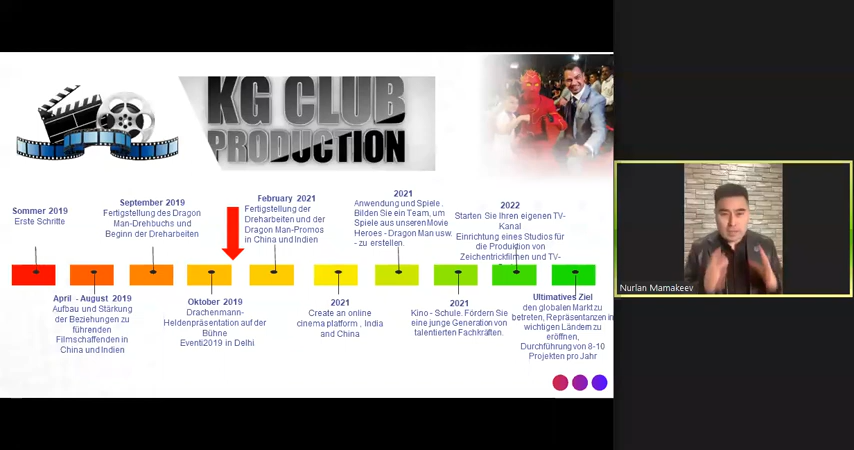 KG CLUB
PRODUCTION
Sommer 2019
Erste Schritte
September 2019
Fertigstellung des Dragon
Man-Drehbuchs und
Beginn der Dreharbeiten
February 2021
Fertigstellung der
Dreharbeiten und der
Dragon Man-Promos
in China und Indien
2021
Anwendung und Spiele.
Bilden Sie ein Team, um
Spiele aus unseren Movie
Heroes - Dragon Man usw.
- zu erstellen.
2022
Starten Sie Ihren eigenen TV-
Kanal
Einrichtung eines Studios für
die Produktion von
Zeichentrickfilmen und TV-
April - August 2019
Aufbau und Stärkung
der Beziehungen zu
führenden
Filmschaffenden in
China und Indien
Oktober 2019
Drachenmann-
Heldenpräsentation auf der
Bühne
Eventi2019 in Delhi
2021
Create an online
cinema platform , India
and China
2021
Kino - Schule. Fördern Sie
eine junge Generation von
talentierten Fachkräften.
Ultimatives Ziel
den globalen Markt zu
betreten, Repräsentanzen in
wichtigen Ländern zu
eröffnen,
Durchführung von 8-10
Projekten pro Jahr
Nurlan Mamakeev